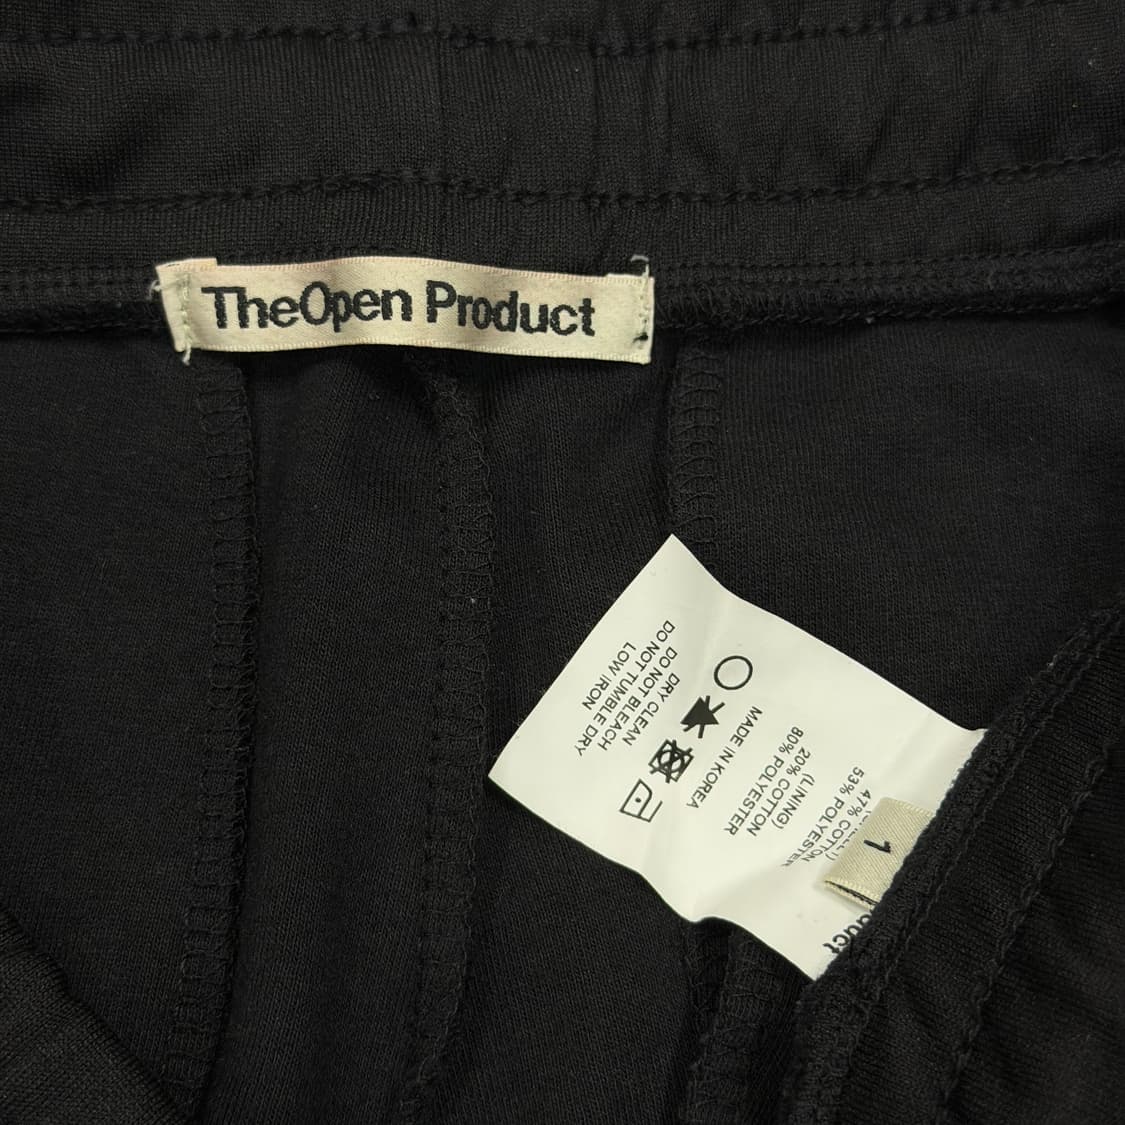 TheOpen Product
1
47% COTTON
53% POLYESTER
(LINING)
20% COTTON
80% POLYESTER
MADE IN KOREA
DRY CLEAN
DO NOT BLEACH
DO NOT TUMBLE DRY
LOW IRON